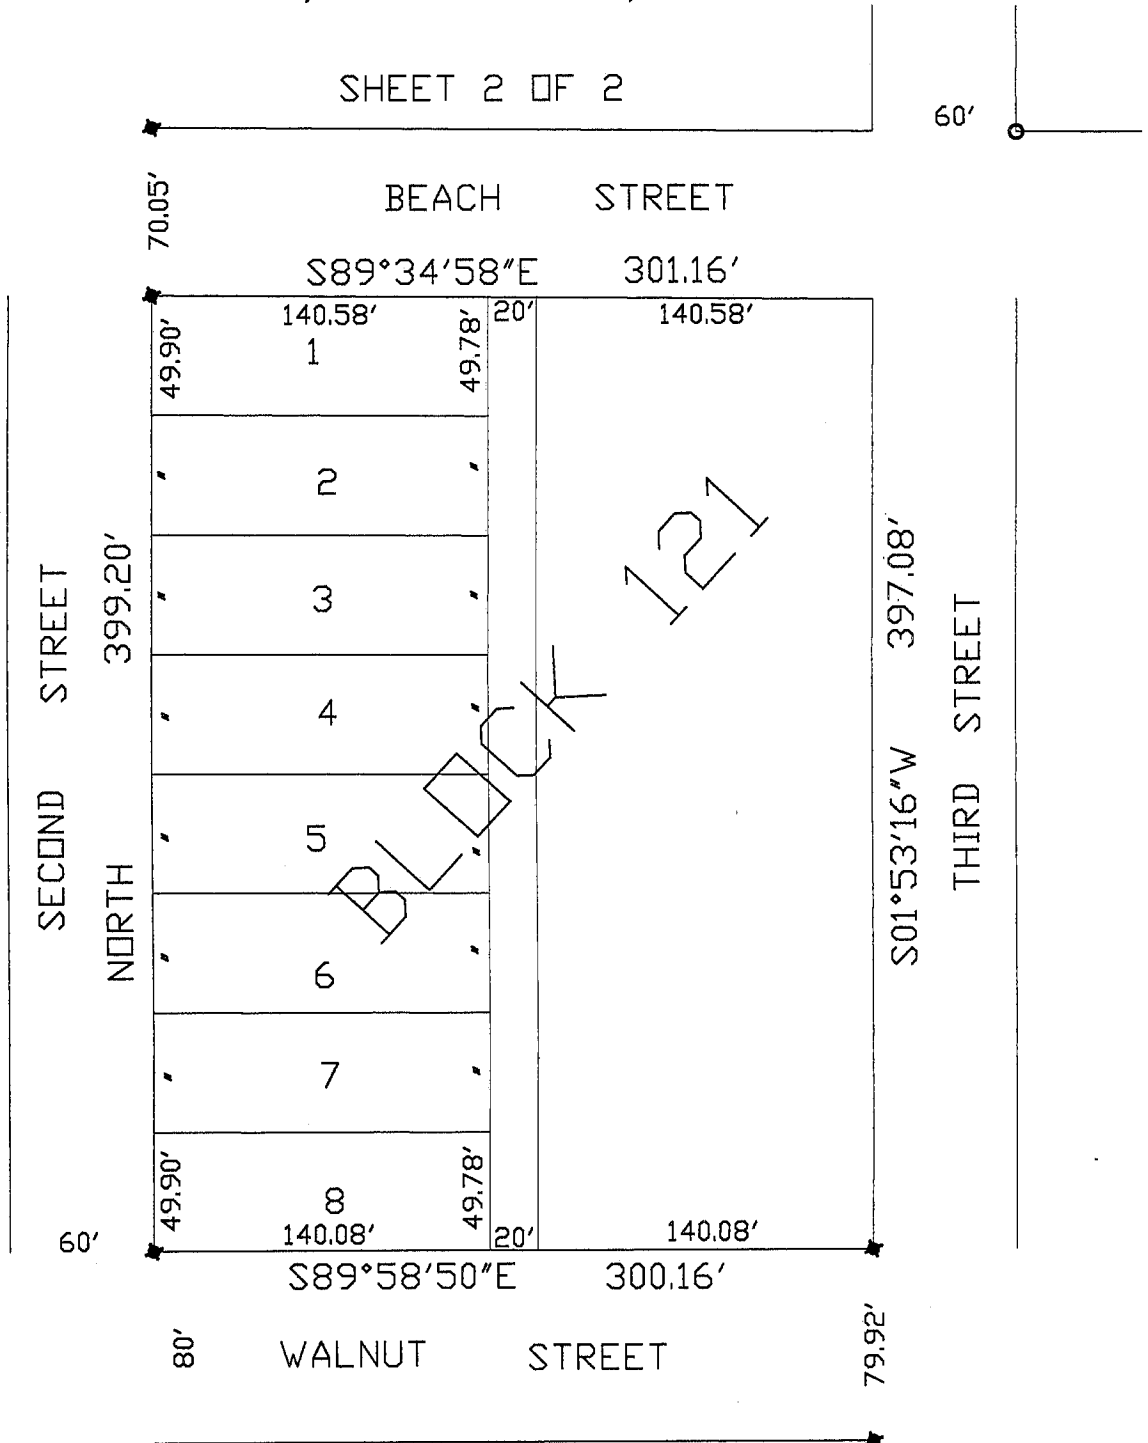 SHEET 2 OF 2
60'
70.05'
BEACH STREET
S89°34'58"E 301.16'
140.58' 20' 140.58'
49.90' 1 49.78'
2
3
4
5
6
7
49.90' 8 49.78'
BLOCK 121
SECOND STREET
NORTH 399.20'
S01°53'16"W 397.08'
THIRD STREET
60'
140.08' 20' 140.08'
S89°58'50"E 300.16'
80'
WALNUT STREET
79.92'